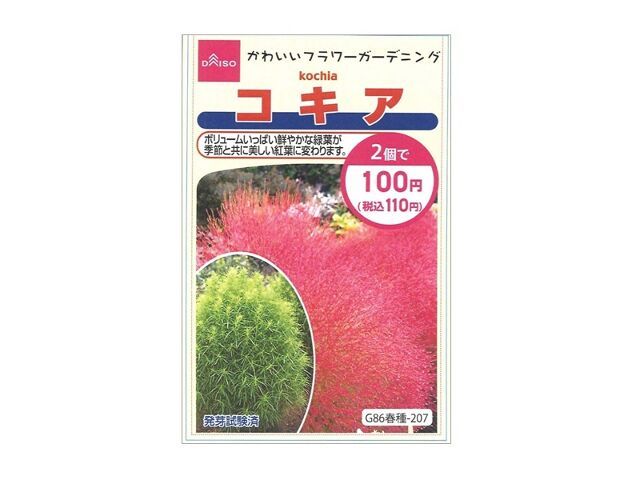 DAISO
かわいいフラワーガーデニング
kochia
コキア
ボリュームいっぱい鮮やかな緑葉が
季節と共に美しい紅葉に変わります。
2個で
100円
(税込110円)
発芽試験済
G86春種-207